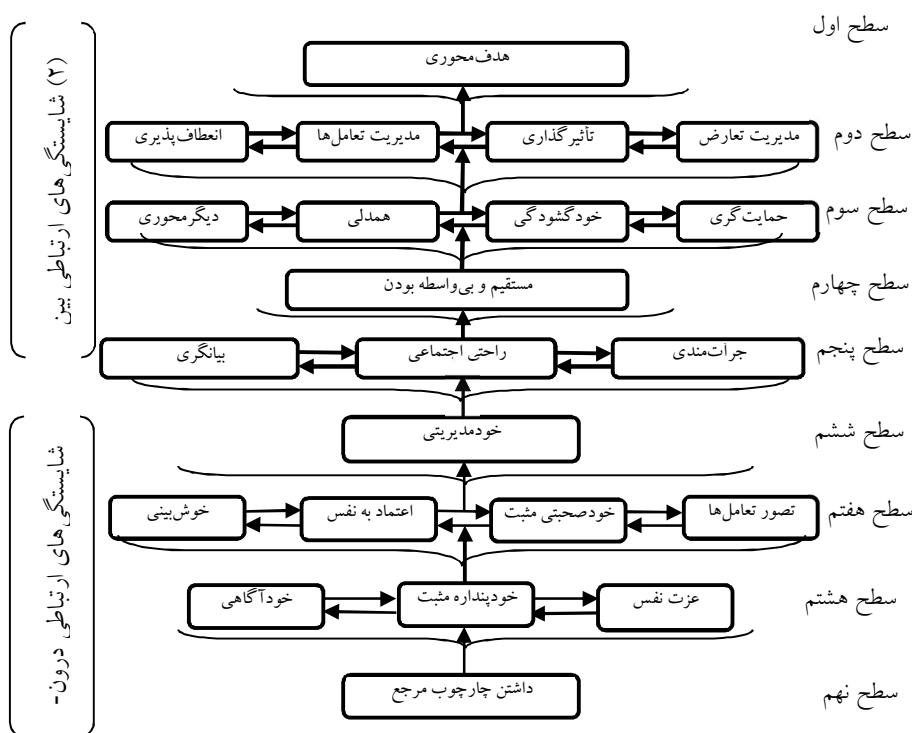 سطح اول
هدف‌محوری
سطح دوم
مدیریت تعارض
تأثیرگذاری
مدیریت تعامل‌ها
انعطاف‌پذیری
سطح سوم
حمایت‌گری
خودگشودگی
همدلی
دیگرمحوری
سطح چهارم
مستقیم و بی‌واسطه بودن
سطح پنجم
جرأت‌مندی
راحتی اجتماعی
بیانگری
سطح ششم
خودمدیریتی
سطح هفتم
تصور تعامل‌ها
خودصحبتی مثبت
اعتماد به نفس
خوش‌بینی
سطح هشتم
عزت نفس
خودپنداره مثبت
خودآگاهی
سطح نهم
داشتن چارچوب مرجع
(۲) شایستگی‌های ارتباطی بین
شایستگی‌های ارتباطی درون-